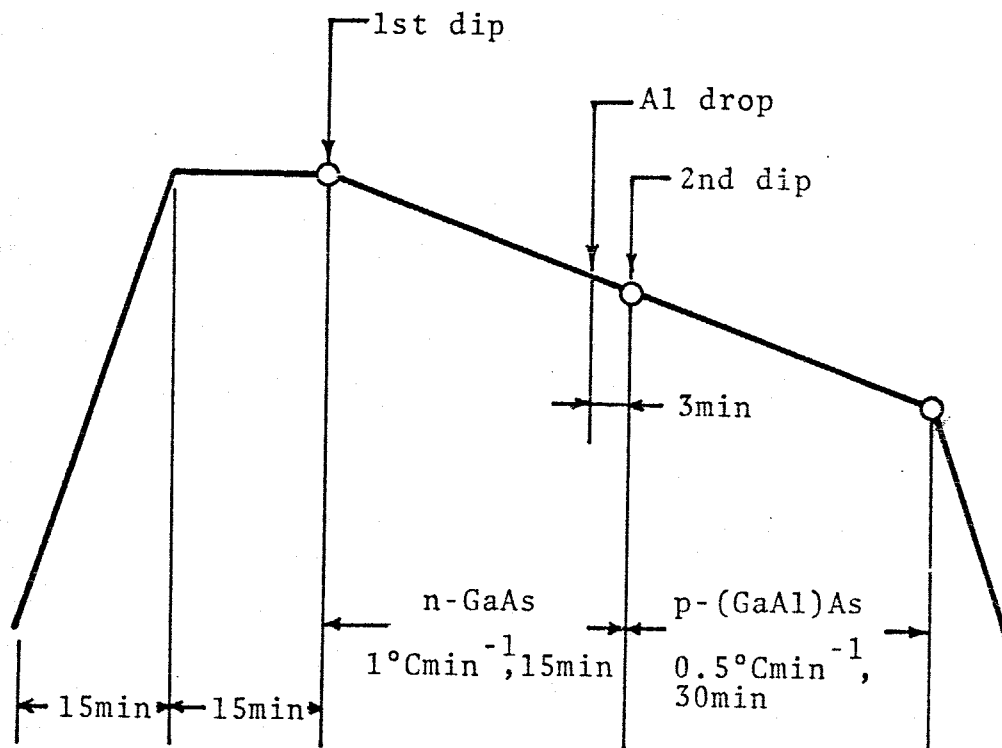 1st dip
Al drop
2nd dip
3min
n-GaAs
1°Cmin⁻¹,15min
p-(GaAl)As
0.5°Cmin⁻¹,
30min
15min
15min